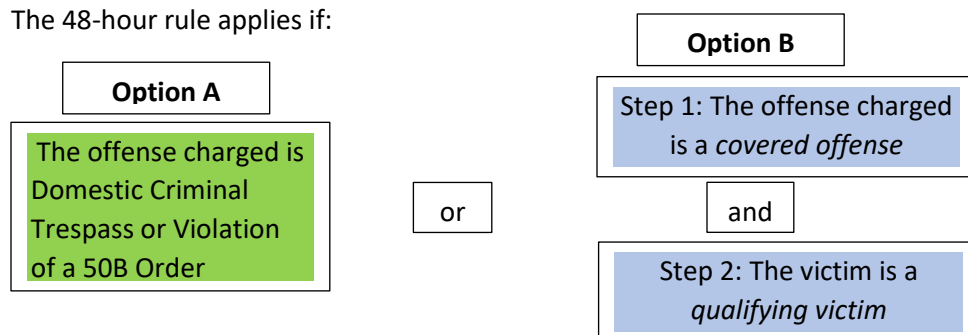 The 48-hour rule applies if:
Option A
The offense charged is
Domestic Criminal
Trespass or Violation
of a 50B Order
or
Option B
Step 1: The offense charged
is a covered offense
and
Step 2: The victim is a
qualifying victim